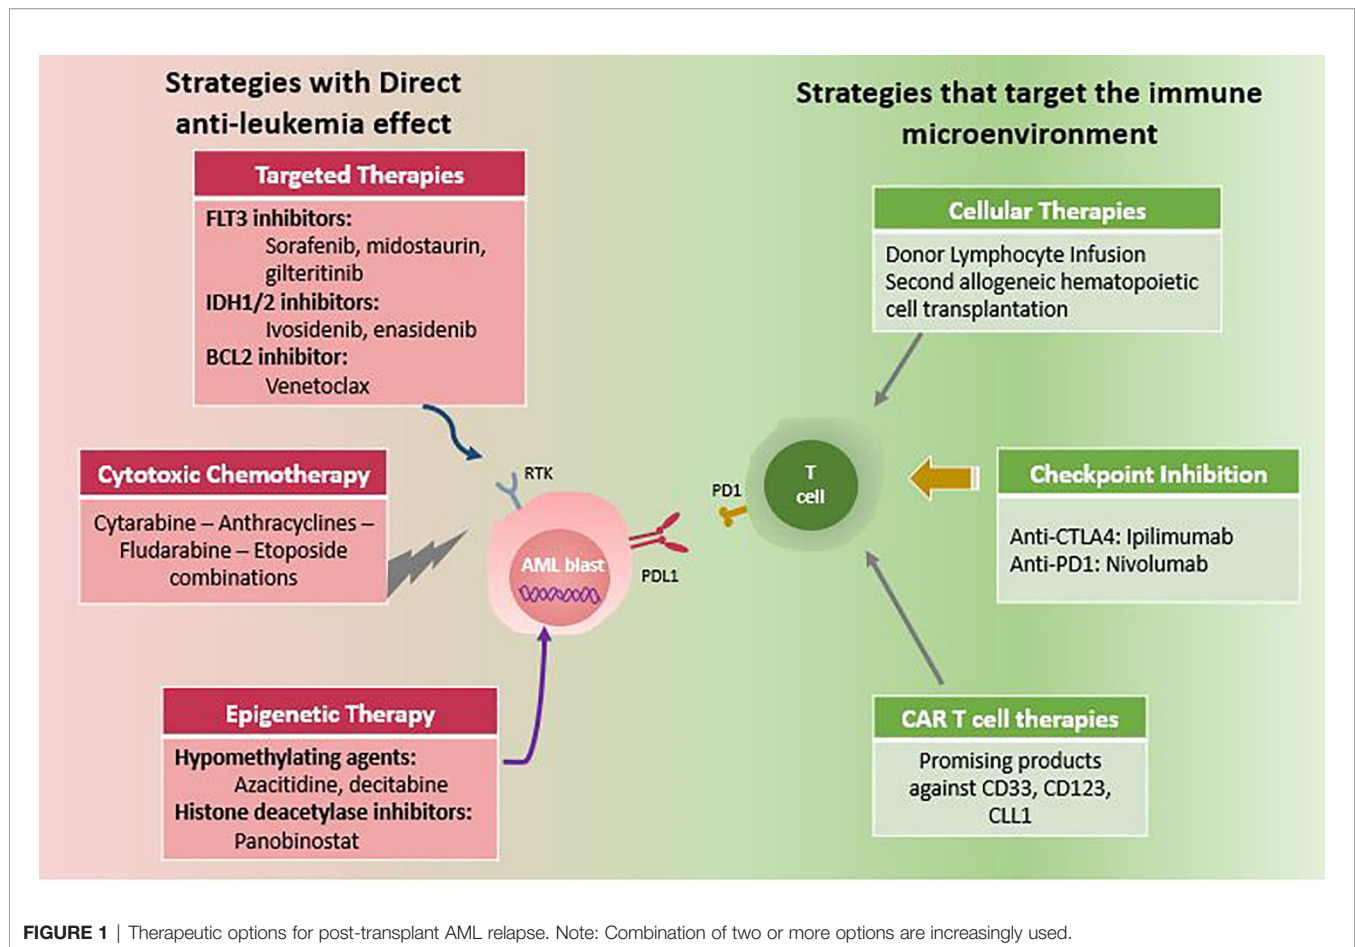 Strategies with Direct
anti-leukemia effect
Targeted Therapies
FLT3 inhibitors:
Sorafenib, midostaurin,
gilteritinib
IDH1/2 inhibitors:
Ivosidenib, enasidenib
BCL2 inhibitor:
Venetoclax
Cytotoxic Chemotherapy
Cytarabine – Anthracyclines –
Fludarabine – Etoposide
combinations
Epigenetic Therapy
Hypomethylating agents:
Azacitidine, decitabine
Histone deacetylase inhibitors:
Panobinostat
RTK
AML blast
PDL1
PD1
T
cell
Strategies that target the immune
microenvironment
Cellular Therapies
Donor Lymphocyte Infusion
Second allogeneic hematopoietic
cell transplantation
Checkpoint Inhibition
Anti-CTLA4: Ipilimumab
Anti-PD1: Nivolumab
CAR T cell therapies
Promising products
against CD33, CD123,
CLL1
FIGURE 1 | Therapeutic options for post-transplant AML relapse. Note: Combination of two or more options are increasingly used.